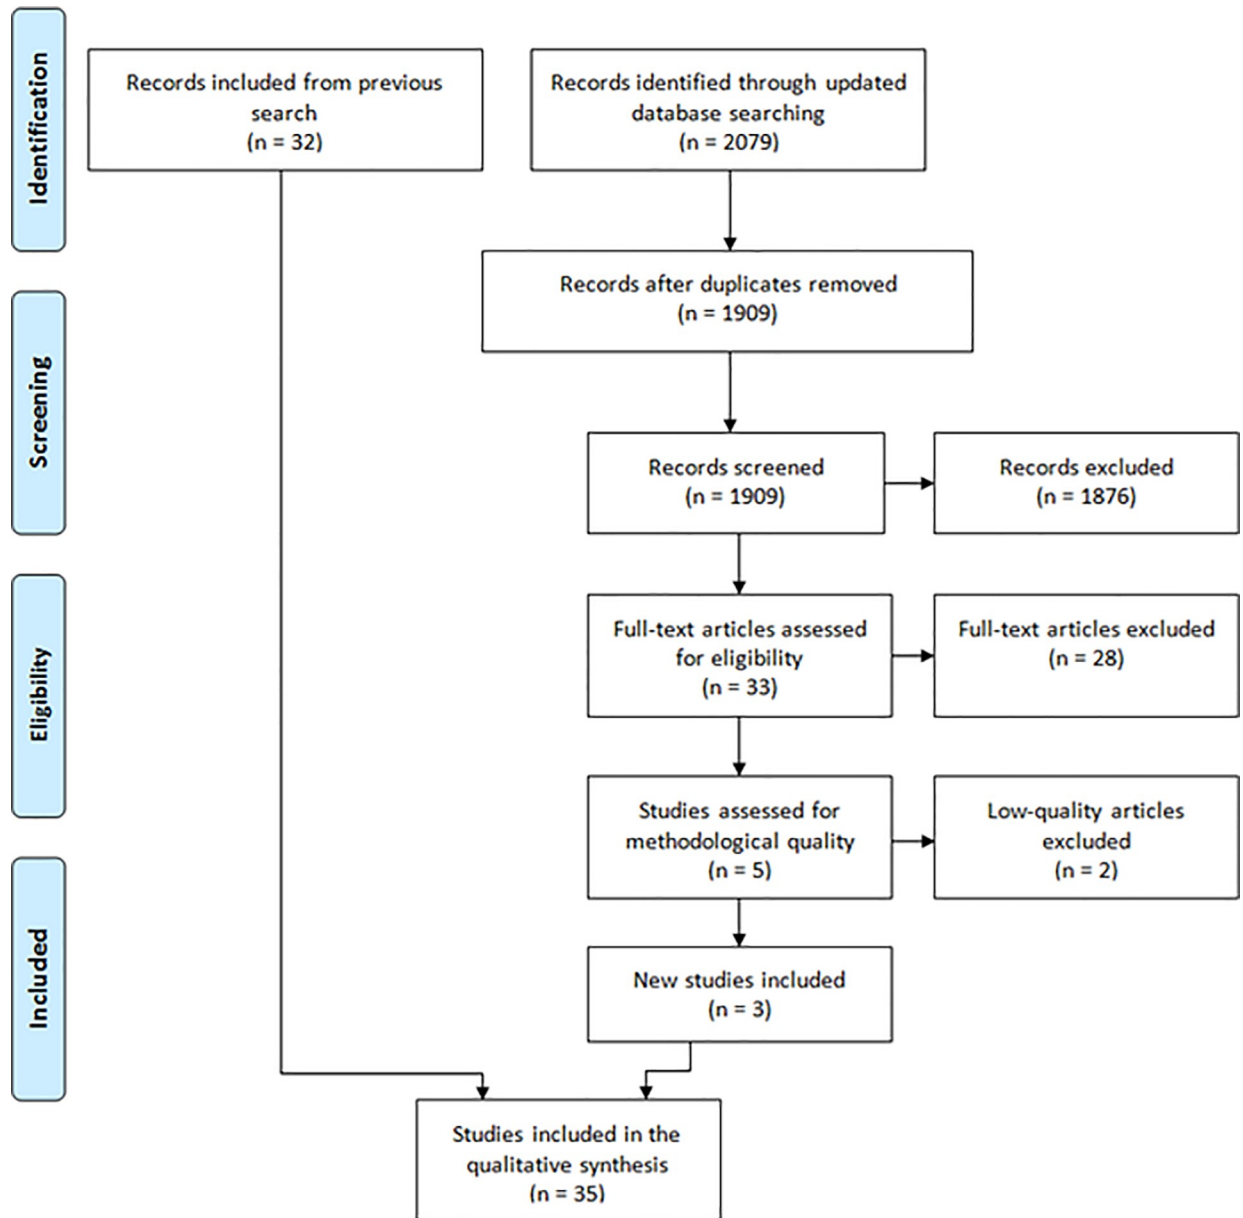 Identification
Records included from previous
search
(n = 32)
Records identified through updated
database searching
(n = 2079)
Records after duplicates removed
(n = 1909)
Screening
Records screened
(n = 1909)
Records excluded
(n = 1876)
Eligibility
Full-text articles assessed
for eligibility
(n = 33)
Full-text articles excluded
(n = 28)
Studies assessed for
methodological quality
(n = 5)
Low-quality articles
excluded
(n = 2)
Included
New studies included
(n = 3)
Studies included in the
qualitative synthesis
(n = 35)